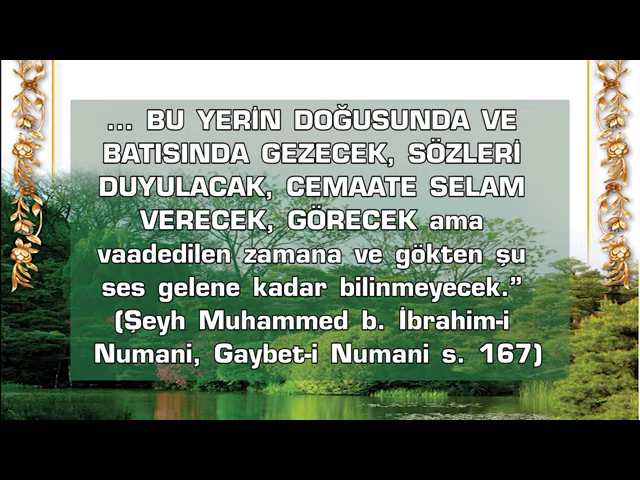 ... BU YERİN DOĞUSUNDA VE
BATISINDA GEZECEK, SÖZLERİ
DUYULACAK, CEMAATE SELAM
VERECEK, GÖRECEK ama
vaadedilen zamana ve gökten şu
ses gelene kadar bilinmeyecek.”
(Şeyh Muhammed b. İbrahim-i
Numani, Gaybet-i Numani s. 167)